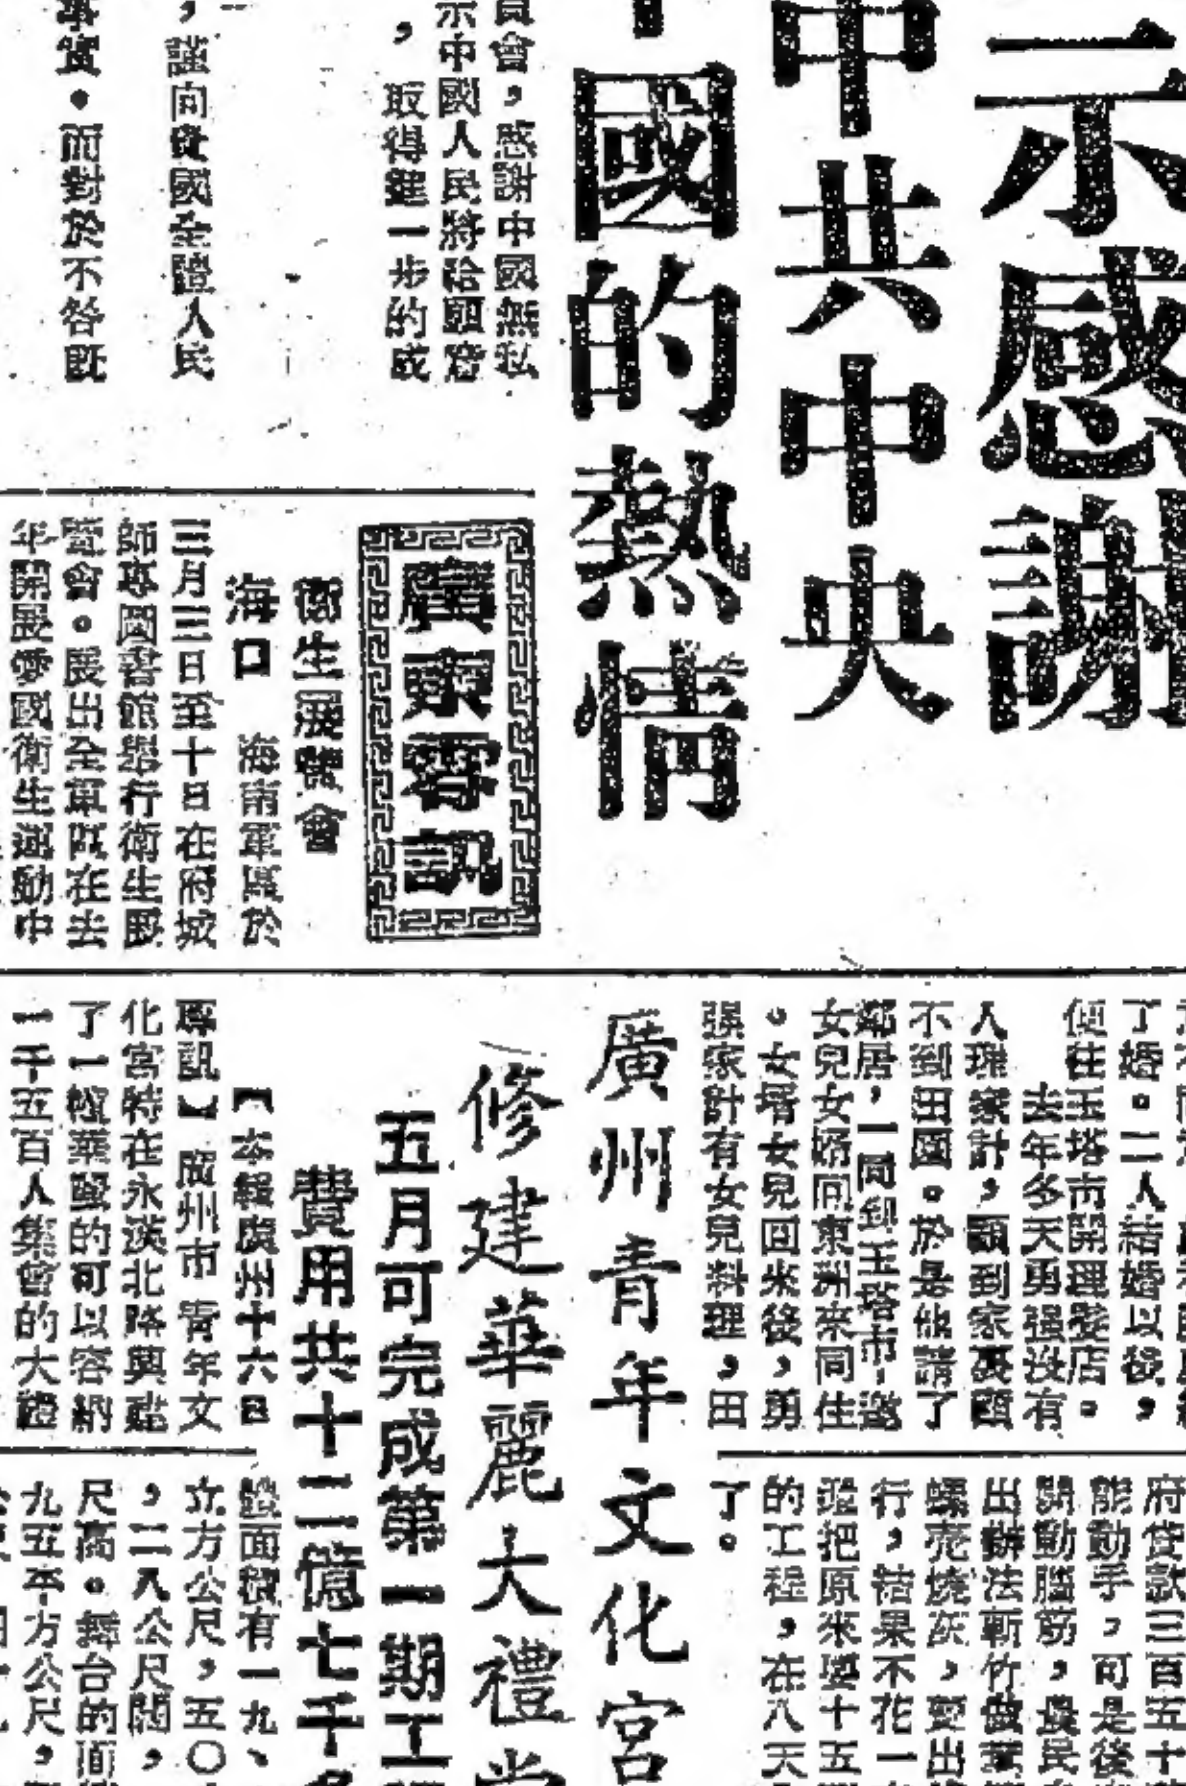 示感謝
中共中央
國的熱情
員會，感謝中國無私
示中國人民將給願
，取得進一步的成
，謹向貴國全體人民
事實・而對於不咎既
廣東零訊
衛生展覽會
海口　海南軍區於
三月三日至十日在府城
師專圖書館舉行衛生展
覽會。展出全軍區在去
年開展愛國衛生運動中
了婚。二人結婚以後，
便往玉塔市開理髮店。
去年多天勇强没有
人理家計，顧到家裏顧
不到田園。於是他請了
鄰居，一同到玉塔市邀
女兒女婿同東洲來同住
。女壻女兒回來後，勇
强家計有女兒料理，田
廣州青年文化宮
修建華麗大禮堂
五月可完成第一期工
費用共十二億七千多
【本報廣州十六日
專訊】廣州市青年文
化宮特在永漢北路興建
了一幢華麗的可以容納
一千五百人集會的大禮
府貸款三百五十
能動手，可是後
開動腦筋，農民
出辦法斬竹做葉
螺壳燒灰，
行，結果不花一
把原來要十五
的工程，在八天
了。
體面積有一九、
立方公尺，五〇
，二八公尺闊，
尺高。舞台的面
九五平方公尺，